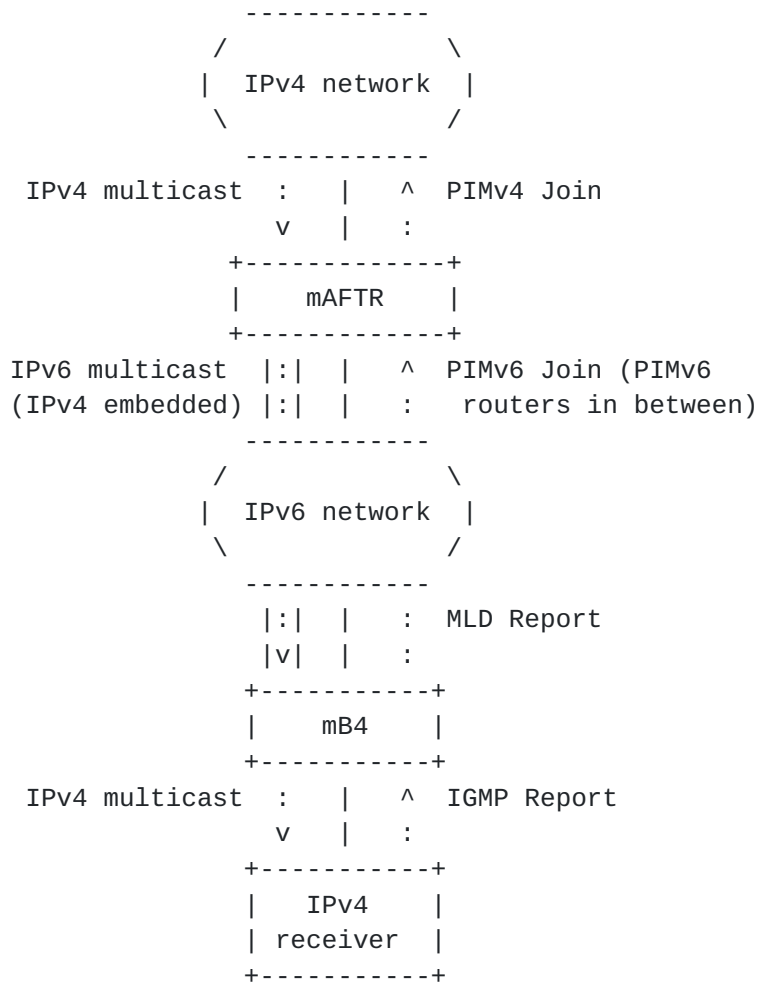 IPv4 network
IPv4 multicast : | ^ PIMv4 Join
v | :
mAFTR
IPv6 multicast |:| | ^ PIMv6 Join (PIMv6
(IPv4 embedded) |:| | : routers in between)
IPv6 network
|:| | : MLD Report
|v| | :
mB4
IPv4 multicast : | ^ IGMP Report
v | :
IPv4
receiver